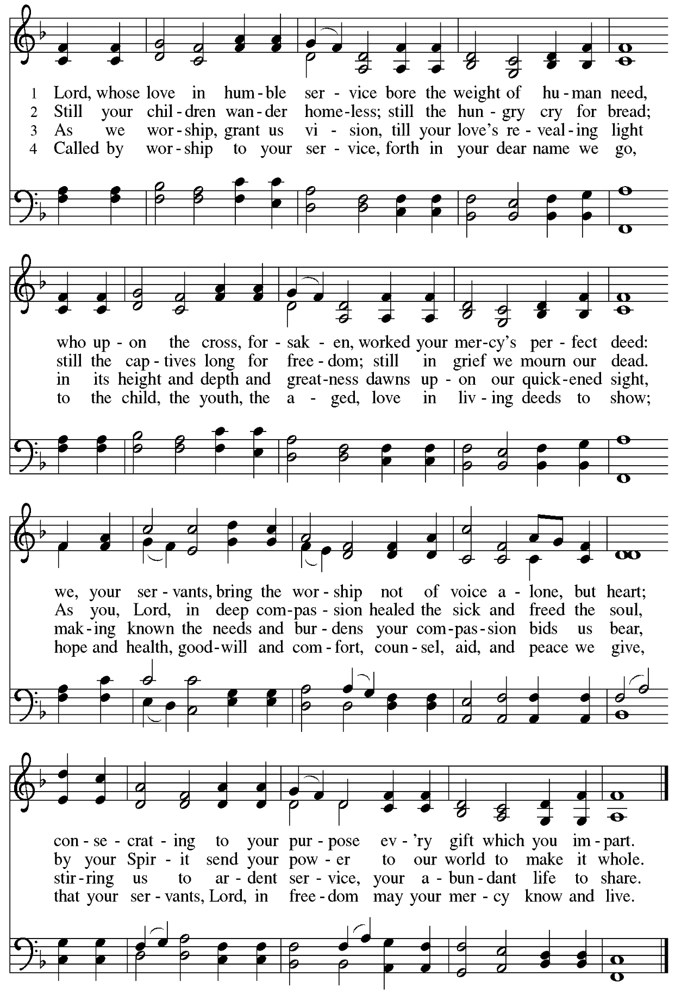 1 Lord, whose love in hum - ble ser - vice bore the weight of hu - man need,
2 Still your chil - dren wan - der home - less; still the hun - gry cry for bread;
3 As we wor - ship, grant us vi - sion, till your love's re - veal - ing light
4 Called by wor - ship to your ser - vice, forth in your dear name we go,
who up - on the cross, for - sak - en, worked your mer - cy's per - fect deed:
still the cap - tives long for free - dom; still in grief we mourn our dead.
in its height and depth and great - ness dawns up - on our quick - ened sight,
to the child, the youth, the a - ged, love in liv - ing deeds to show;
we, your ser - vants, bring the wor - ship not of voice a - lone, but heart;
As you, Lord, in deep com - pas - sion healed the sick and freed the soul,
mak - ing known the needs and bur - dens your com - pas - sion bids us bear,
hope and health, good - will and com - fort, coun - sel, aid, and peace we give,
con - se - crat - ing to your pur - pose ev - 'ry gift which you im - part.
by your Spir - it send your pow - er to our world to make it whole.
stir - ring us to ar - dent ser - vice, your a - bun - dant life to share.
that your ser - vants, Lord, in free - dom may your mer - cy know and live.